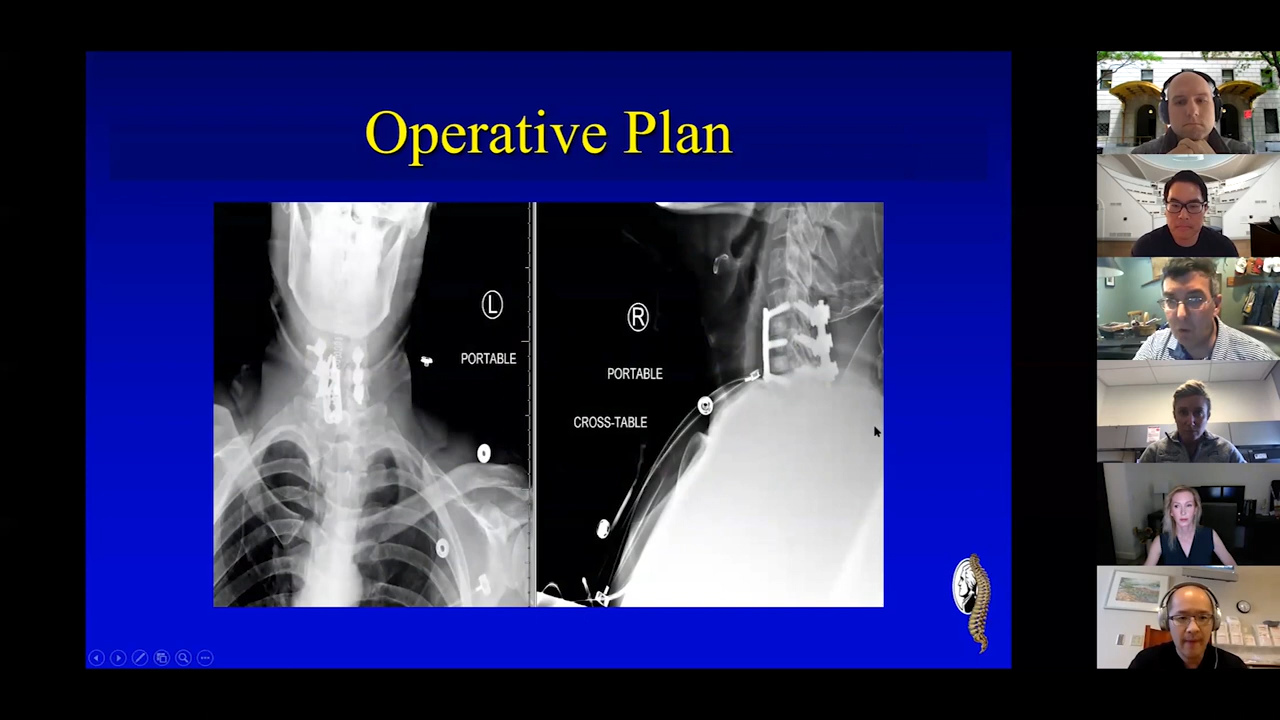 Operative Plan
L
PORTABLE
R
PORTABLE
CROSS-TABLE